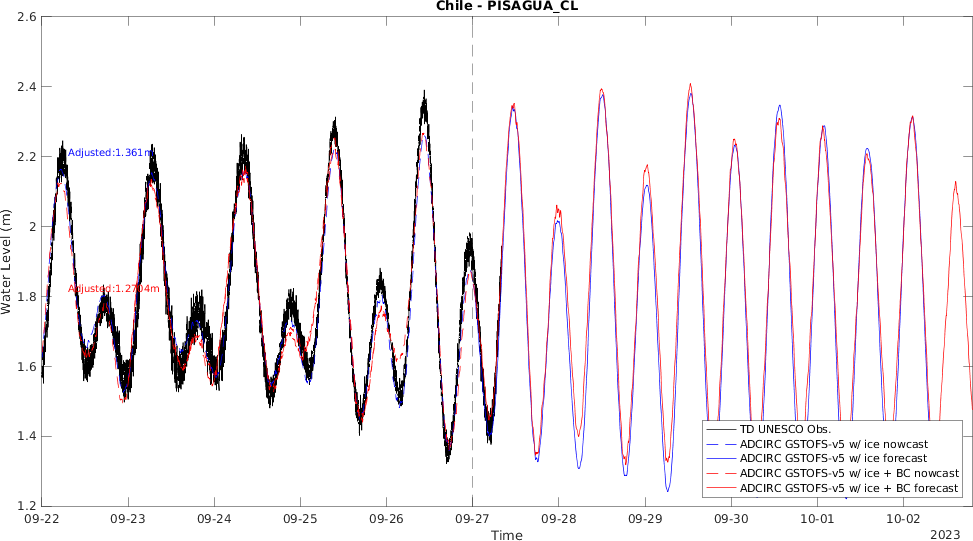 Chile - PISAGUA_CL
2.6
2.4
2.2
2
1.8
1.6
1.4
1.2
Water Level (m)
Adjusted:1.361m
Adjusted:1.2704m
TD UNESCO Obs.
ADCIRC GSTOFS-v5 w/ ice nowcast
ADCIRC GSTOFS-v5 w/ ice forecast
ADCIRC GSTOFS-v5 w/ ice + BC nowcast
ADCIRC GSTOFS-v5 w/ ice + BC forecast
09-22 09-23 09-24 09-25 09-26 09-27 09-28 09-29 09-30 10-01 10-02
Time
2023